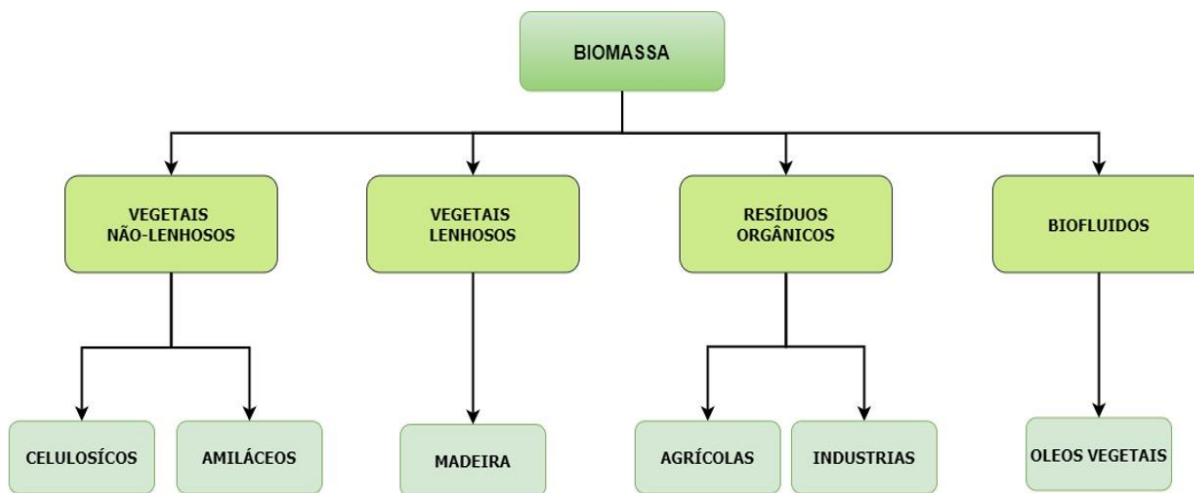 BIOMASSA
VEGETAIS
NÃO-LENHOSOS
VEGETAIS
LENHOSOS
RESÍDUOS
ORGÂNICOS
BIOFLUIDOS
CELULOSÍCOS
AMILÁCEOS
MADEIRA
AGRÍCOLAS
INDUSTRIAS
OLEOS VEGETAIS